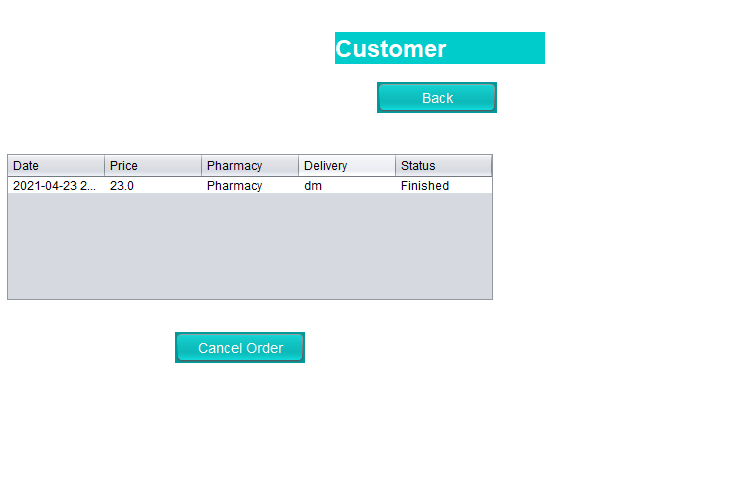 Customer
Back
Date Price Pharmacy Delivery Status
2021-04-23 2... 23.0 Pharmacy dm Finished
Cancel Order